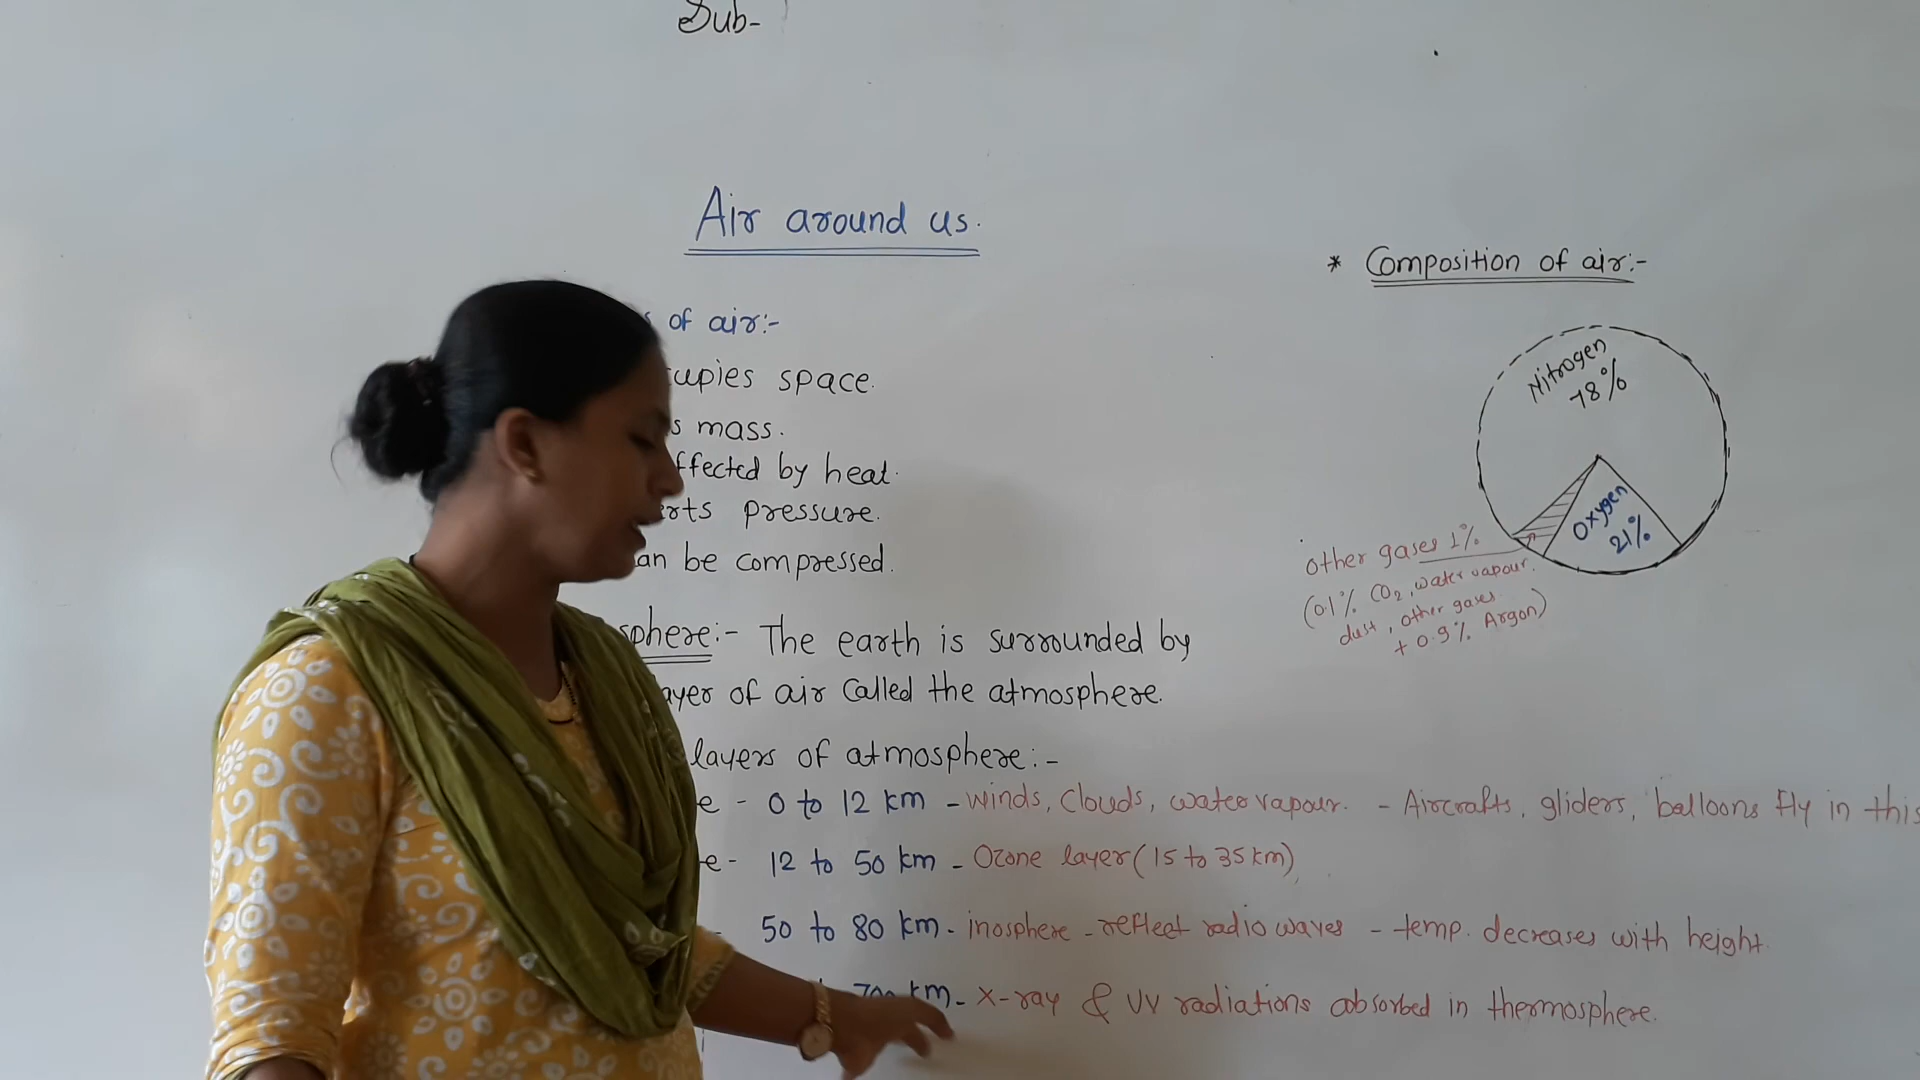 Sub-
Air around us.
of air:-
upies space.
s mass.
ffected by heat.
rts pressure.
an be compressed.
sphere:- The earth is surrounded by
ayer of air called the atmosphere.
layers of atmosphere:-
e - 0 to 12 km - winds, clouds, water vapour. - Aircrafts, gliders, balloons fly in this
e - 12 to 50 km - Ozone layer (15 to 35 km)
- 50 to 80 km - inosphere - reflect radio waves - temp. decreases with height.
700 km - x-ray & UV radiations absorbed in thermosphere.
* Composition of air:-
Nitrogen
78%
Oxygen
21%
other gases 1%
(0.1% CO2, water vapour.
dust, other gases
+ 0.9% Argon)